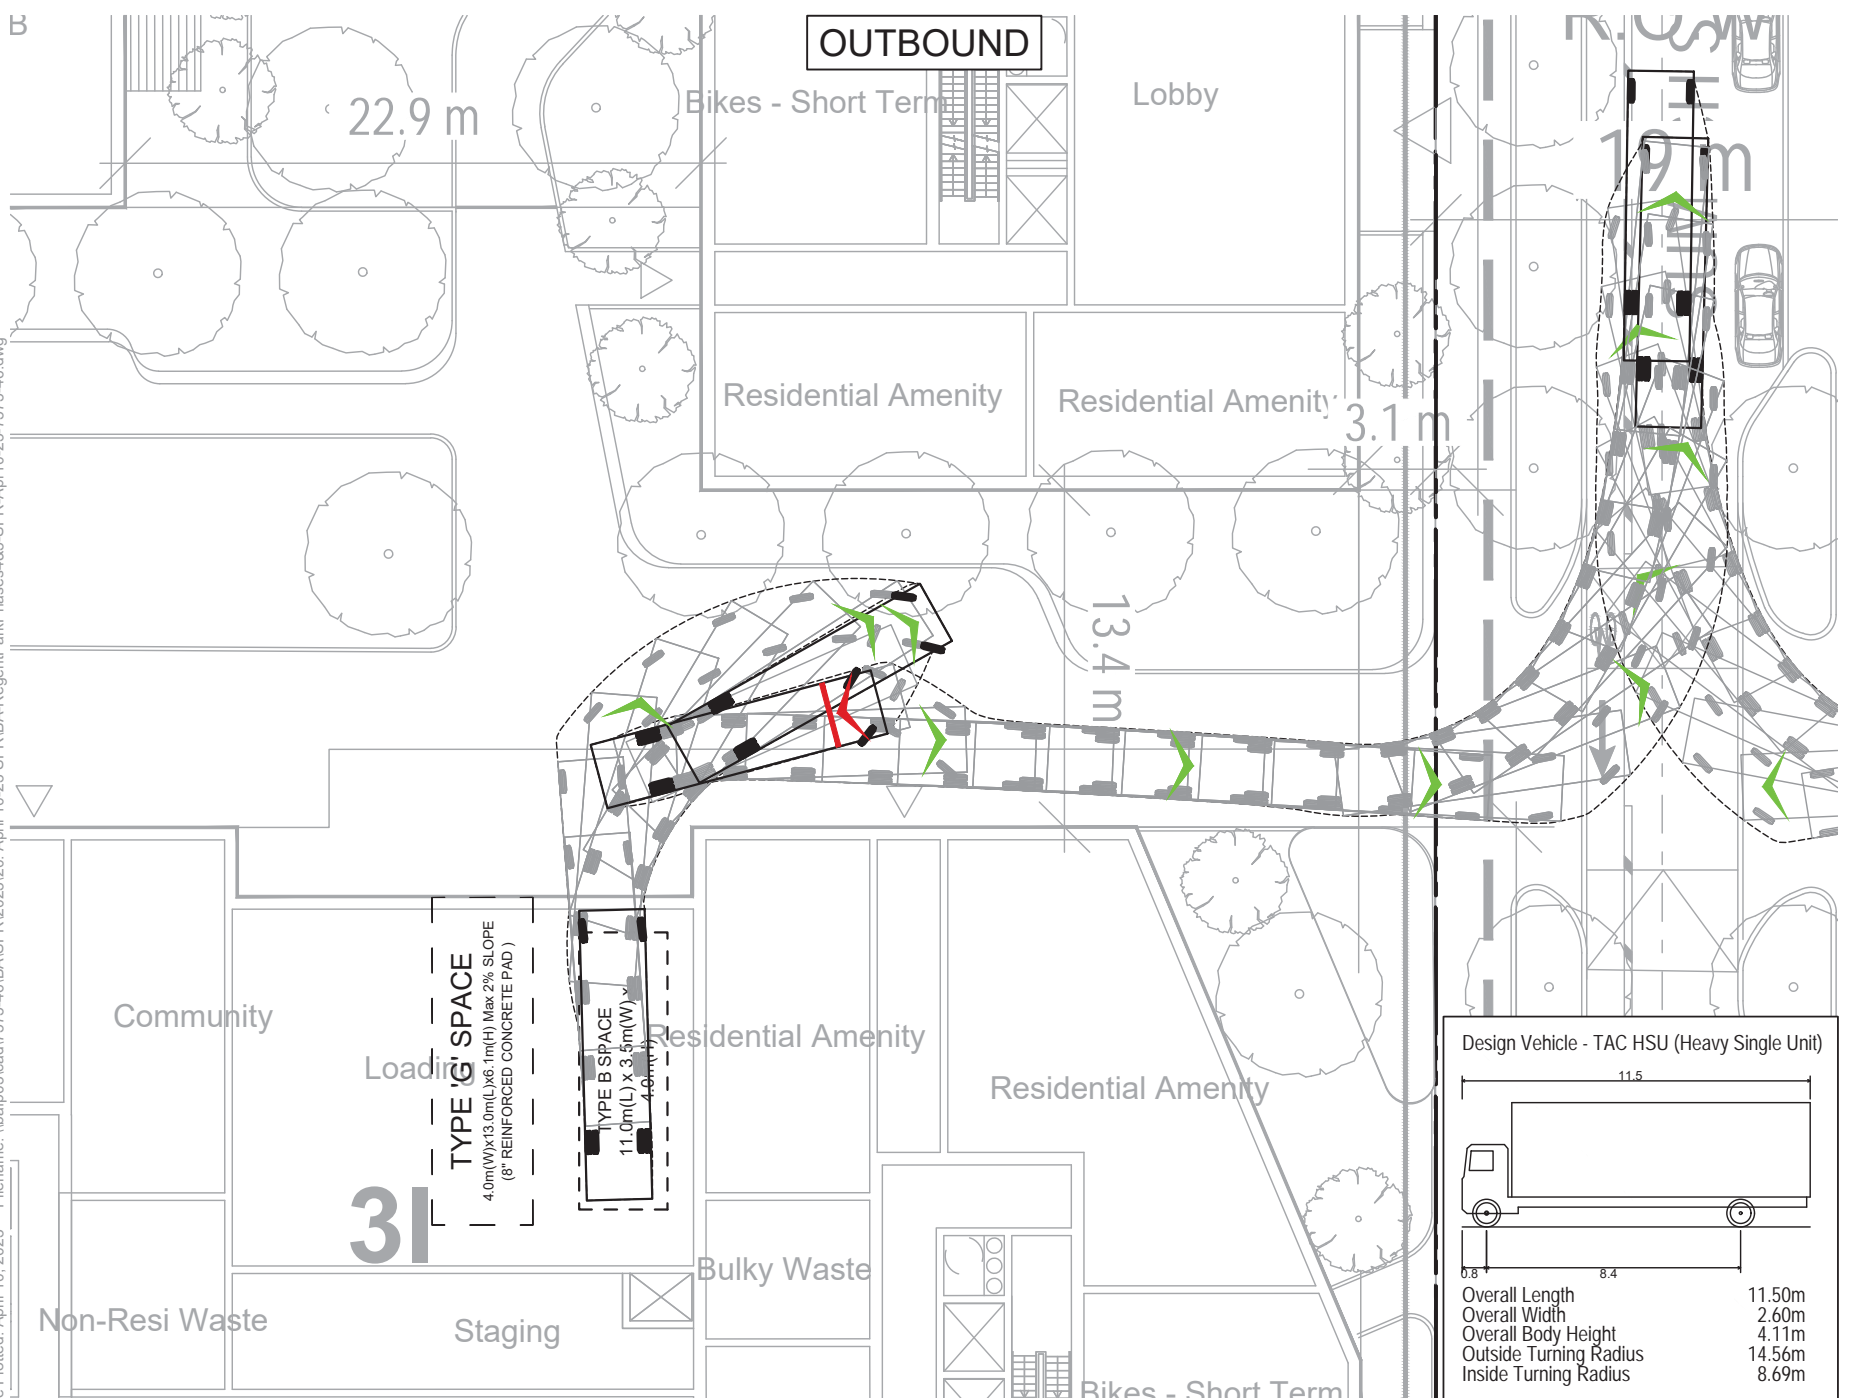 B
OUTBOUND
R.O.W
22.9 m
Bikes - Short Term
Lobby
19 m
Residential Amenity
Residential Amenity
3.1 m
13.4 m
TYPE 'G' SPACE
4.0m(W)x13.0m(L)x6.1m(H) Max 2% SLOPE
(8" REINFORCED CONCRETE PAD )
TYPE B SPACE
11.0m(L) x 3.5m(W) x
4.0m(H)
Community
Loading
Residential Amenity
Residential Amenity
3I
Bulky Waste
Non-Resi Waste
Staging
Bikes - Short Term
Design Vehicle - TAC HSU (Heavy Single Unit)
11.5
0.8
8.4
Overall Length 11.50m
Overall Width 2.60m
Overall Body Height 4.11m
Outside Turning Radius 14.56m
Inside Turning Radius 8.69m